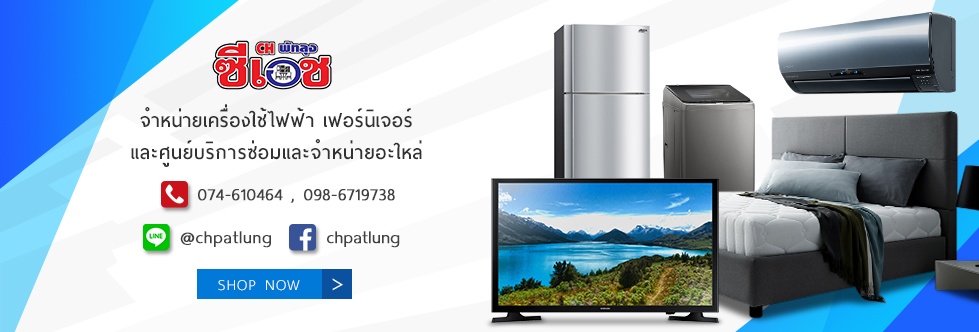 CH พัทลุง
ซีเอช
จำหน่ายเครื่องใช้ไฟฟ้า เฟอร์นิเจอร์
และศูนย์บริการซ่อมและจำหน่ายอะใหล่
074-610464 , 098-6719738
LINE @chpatlung chpatlung
SHOP NOW >
SAMSUNG